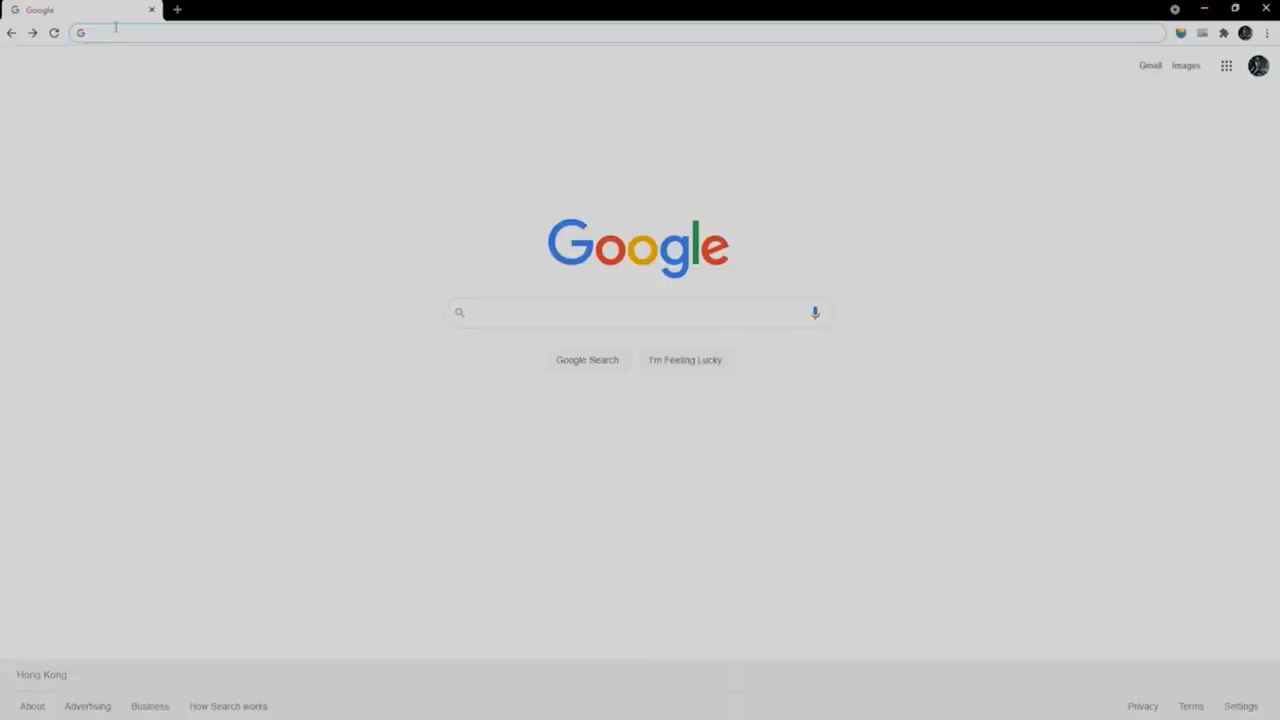 Google
Gmail Images
Google
Google Search I'm Feeling Lucky
Hong Kong
About Advertising Business How Search works Privacy Terms Settings